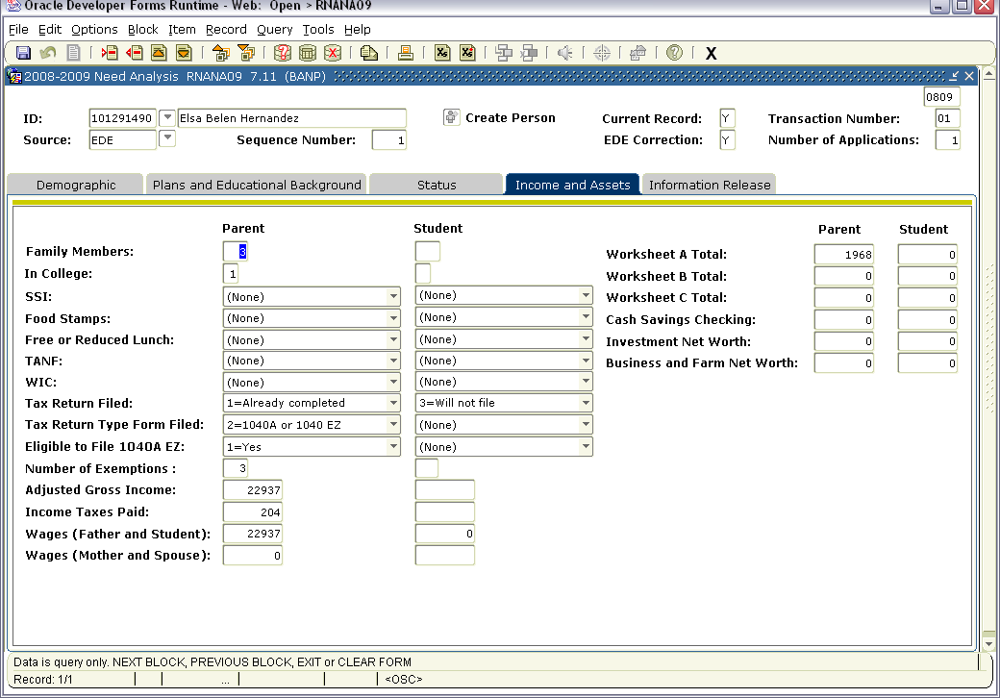 Oracle Developer Forms Runtime - Web: Open > RNANA09
File Edit Options Block Item Record Query Tools Help
X
2008-2009 Need Analysis RNANA09 7.11 (BANP)
0809
ID: 101291490 Elsa Belen Hernandez Create Person Current Record: Y Transaction Number: 01
Source: EDE Sequence Number: 1 EDE Correction: Y Number of Applications: 1
Demographic Plans and Educational Background Status Income and Assets Information Release
Parent Student Parent Student
Family Members: 3 Worksheet A Total: 1968 0
In College: 1 Worksheet B Total: 0 0
SSI: (None) (None) Worksheet C Total: 0 0
Food Stamps: (None) (None) Cash Savings Checking: 0 0
Free or Reduced Lunch: (None) (None) Investment Net Worth: 0 0
TANF: (None) (None) Business and Farm Net Worth: 0 0
WIC: (None) (None)
Tax Return Filed: 1=Already completed 3=Will not file
Tax Return Type Form Filed: 2=1040A or 1040 EZ (None)
Eligible to File 1040A EZ: 1=Yes (None)
Number of Exemptions : 3
Adjusted Gross Income: 22937
Income Taxes Paid: 204
Wages (Father and Student): 22937 0
Wages (Mother and Spouse): 0
Data is query only. NEXT BLOCK, PREVIOUS BLOCK, EXIT or CLEAR FORM
Record: 1/1 ... <OSC>